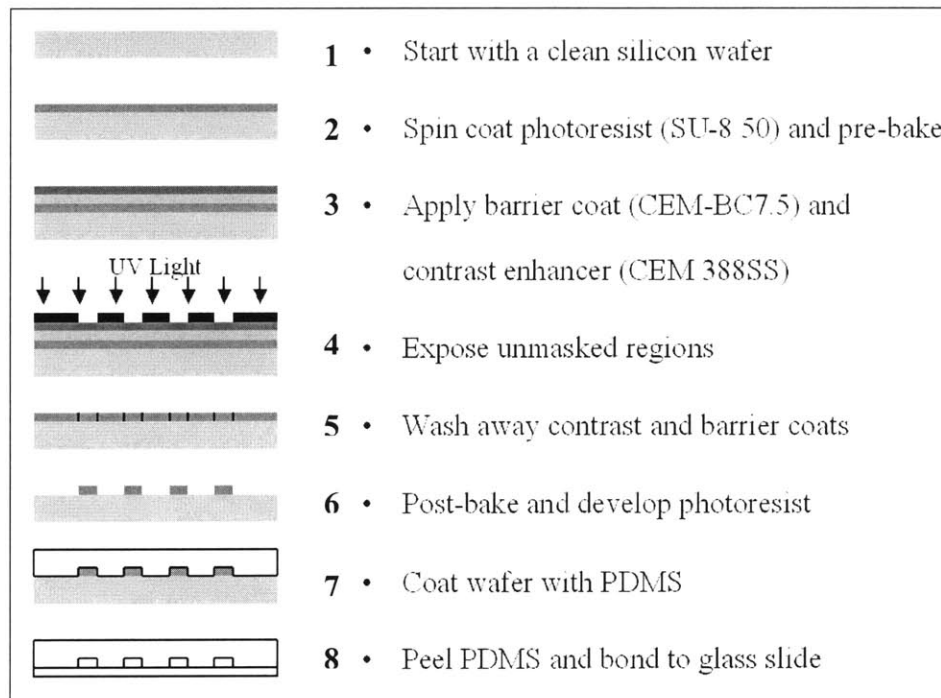 1 • Start with a clean silicon wafer
2 • Spin coat photoresist (SU-8 50) and pre-bake
3 • Apply barrier coat (CEM-BC7.5) and
contrast enhancer (CEM 388SS)
UV Light
4 • Expose unmasked regions
5 • Wash away contrast and barrier coats
6 • Post-bake and develop photoresist
7 • Coat wafer with PDMS
8 • Peel PDMS and bond to glass slide